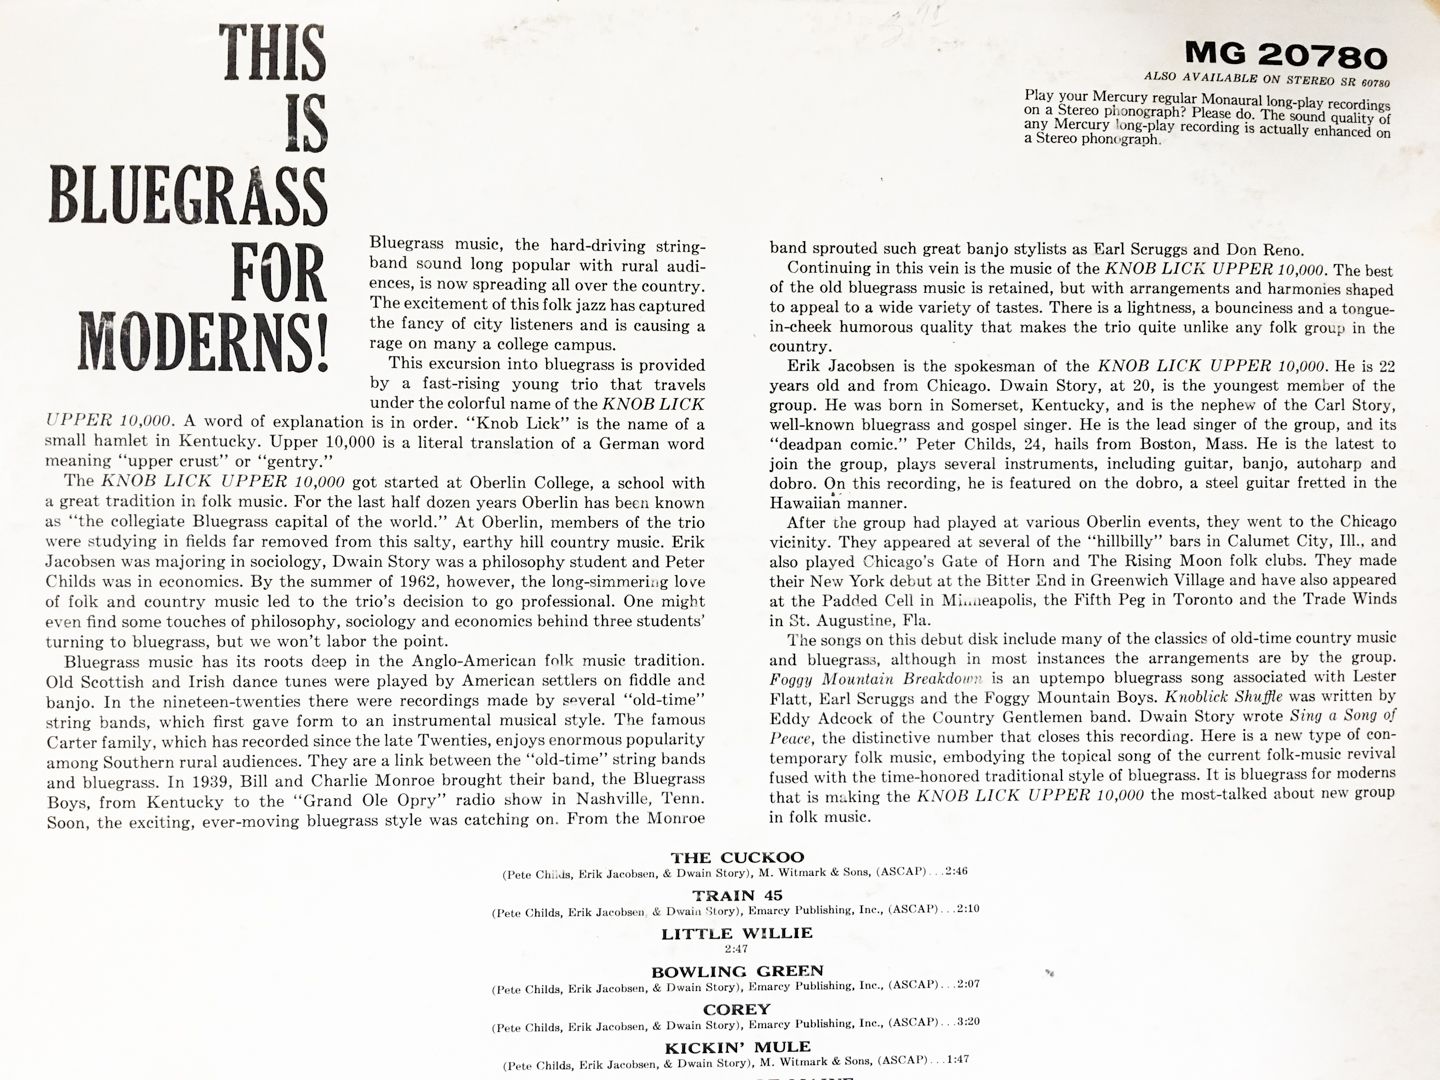 THIS
IS
BLUEGRASS
FOR
MODERNS!
MG 20780
ALSO AVAILABLE ON STEREO SR 60780
Play your Mercury regular Monaural long-play recordings
on a Stereo phonograph? Please do. The sound quality of
any Mercury long-play recording is actually enhanced on
a Stereo phonograph.
Bluegrass music, the hard-driving string-
band sound long popular with rural audi-
ences, is now spreading all over the country.
The excitement of this folk jazz has captured
the fancy of city listeners and is causing a
rage on many a college campus.
This excursion into bluegrass is provided
by a fast-rising young trio that travels
under the colorful name of the KNOB LICK
UPPER 10,000. A word of explanation is in order. “Knob Lick” is the name of a
small hamlet in Kentucky. Upper 10,000 is a literal translation of a German word
meaning “upper crust” or “gentry.”
The KNOB LICK UPPER 10,000 got started at Oberlin College, a school with
a great tradition in folk music. For the last half dozen years Oberlin has been known
as “the collegiate Bluegrass capital of the world.” At Oberlin, members of the trio
were studying in fields far removed from this salty, earthy hill country music. Erik
Jacobsen was majoring in sociology, Dwain Story was a philosophy student and Peter
Childs was in economics. By the summer of 1962, however, the long-simmering love
of folk and country music led to the trio’s decision to go professional. One might
even find some touches of philosophy, sociology and economics behind three students’
turning to bluegrass, but we won’t labor the point.
Bluegrass music has its roots deep in the Anglo-American folk music tradition.
Old Scottish and Irish dance tunes were played by American settlers on fiddle and
banjo. In the nineteen-twenties there were recordings made by several “old-time”
string bands, which first gave form to an instrumental musical style. The famous
Carter family, which has recorded since the late Twenties, enjoys enormous popularity
among Southern rural audiences. They are a link between the “old-time” string bands
and bluegrass. In 1939, Bill and Charlie Monroe brought their band, the Bluegrass
Boys, from Kentucky to the “Grand Ole Opry” radio show in Nashville, Tenn.
Soon, the exciting, ever-moving bluegrass style was catching on. From the Monroe
band sprouted such great banjo stylists as Earl Scruggs and Don Reno.
Continuing in this vein is the music of the KNOB LICK UPPER 10,000. The best
of the old bluegrass music is retained, but with arrangements and harmonies shaped
to appeal to a wide variety of tastes. There is a lightness, a bounciness and a tongue-
in-cheek humorous quality that makes the trio quite unlike any folk group in the
country.
Erik Jacobsen is the spokesman of the KNOB LICK UPPER 10,000. He is 22
years old and from Chicago. Dwain Story, at 20, is the youngest member of the
group. He was born in Somerset, Kentucky, and is the nephew of the Carl Story,
well-known bluegrass and gospel singer. He is the lead singer of the group, and its
“deadpan comic.” Peter Childs, 24, hails from Boston, Mass. He is the latest to
join the group, plays several instruments, including guitar, banjo, autoharp and
dobro. On this recording, he is featured on the dobro, a steel guitar fretted in the
Hawaiian manner.
After the group had played at various Oberlin events, they went to the Chicago
vicinity. They appeared at several of the “hillbilly” bars in Calumet City, Ill., and
also played Chicago’s Gate of Horn and The Rising Moon folk clubs. They made
their New York debut at the Bitter End in Greenwich Village and have also appeared
at the Padded Cell in Minneapolis, the Fifth Peg in Toronto and the Trade Winds
in St. Augustine, Fla.
The songs on this debut disk include many of the classics of old-time country music
and bluegrass, although in most instances the arrangements are by the group.
Foggy Mountain Breakdown is an uptempo bluegrass song associated with Lester
Flatt, Earl Scruggs and the Foggy Mountain Boys. Knoblick Shuffle was written by
Eddy Adcock of the Country Gentlemen band. Dwain Story wrote Sing a Song of
Peace, the distinctive number that closes this recording. Here is a new type of con-
temporary folk music, embodying the topical song of the current folk-music revival
fused with the time-honored traditional style of bluegrass. It is bluegrass for moderns
that is making the KNOB LICK UPPER 10,000 the most-talked about new group
in folk music.
THE CUCKOO
(Pete Childs, Erik Jacobsen, & Dwain Story), M. Witmark & Sons, (ASCAP)...2:46
TRAIN 45
(Pete Childs, Erik Jacobsen, & Dwain Story), Emarcy Publishing, Inc., (ASCAP)...2:10
LITTLE WILLIE
2:47
BOWLING GREEN
(Pete Childs, Erik Jacobsen, & Dwain Story), Emarcy Publishing, Inc., (ASCAP)...2:07
COREY
(Pete Childs, Erik Jacobsen, & Dwain Story), Emarcy Publishing, Inc., (ASCAP)...3:20
KICKIN’ MULE
(Pete Childs, Erik Jacobsen, & Dwain Story), M. Witmark & Sons, (ASCAP)...1:47